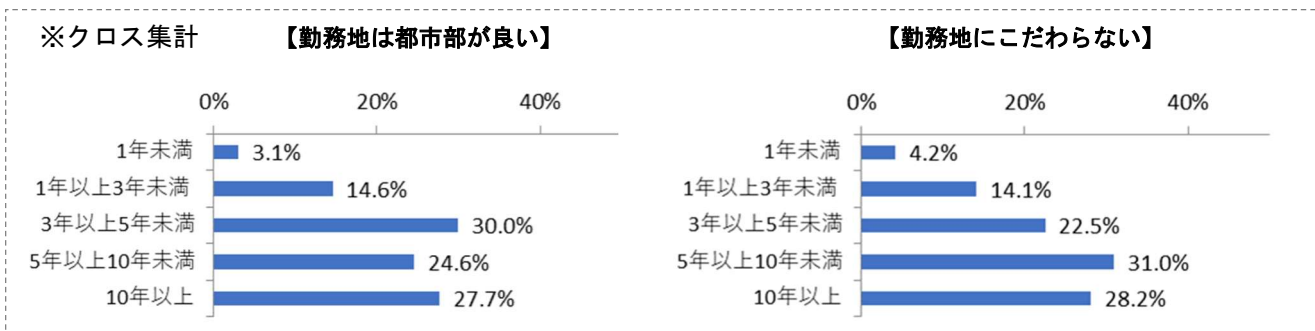 ※クロス集計
【勤務地は都市部が良い】
0% 20% 40%
1年未満 3.1%
1年以上3年未満 14.6%
3年以上5年未満 30.0%
5年以上10年未満 24.6%
10年以上 27.7%
【勤務地にこだわらない】
0% 20% 40%
1年未満 4.2%
1年以上3年未満 14.1%
3年以上5年未満 22.5%
5年以上10年未満 31.0%
10年以上 28.2%